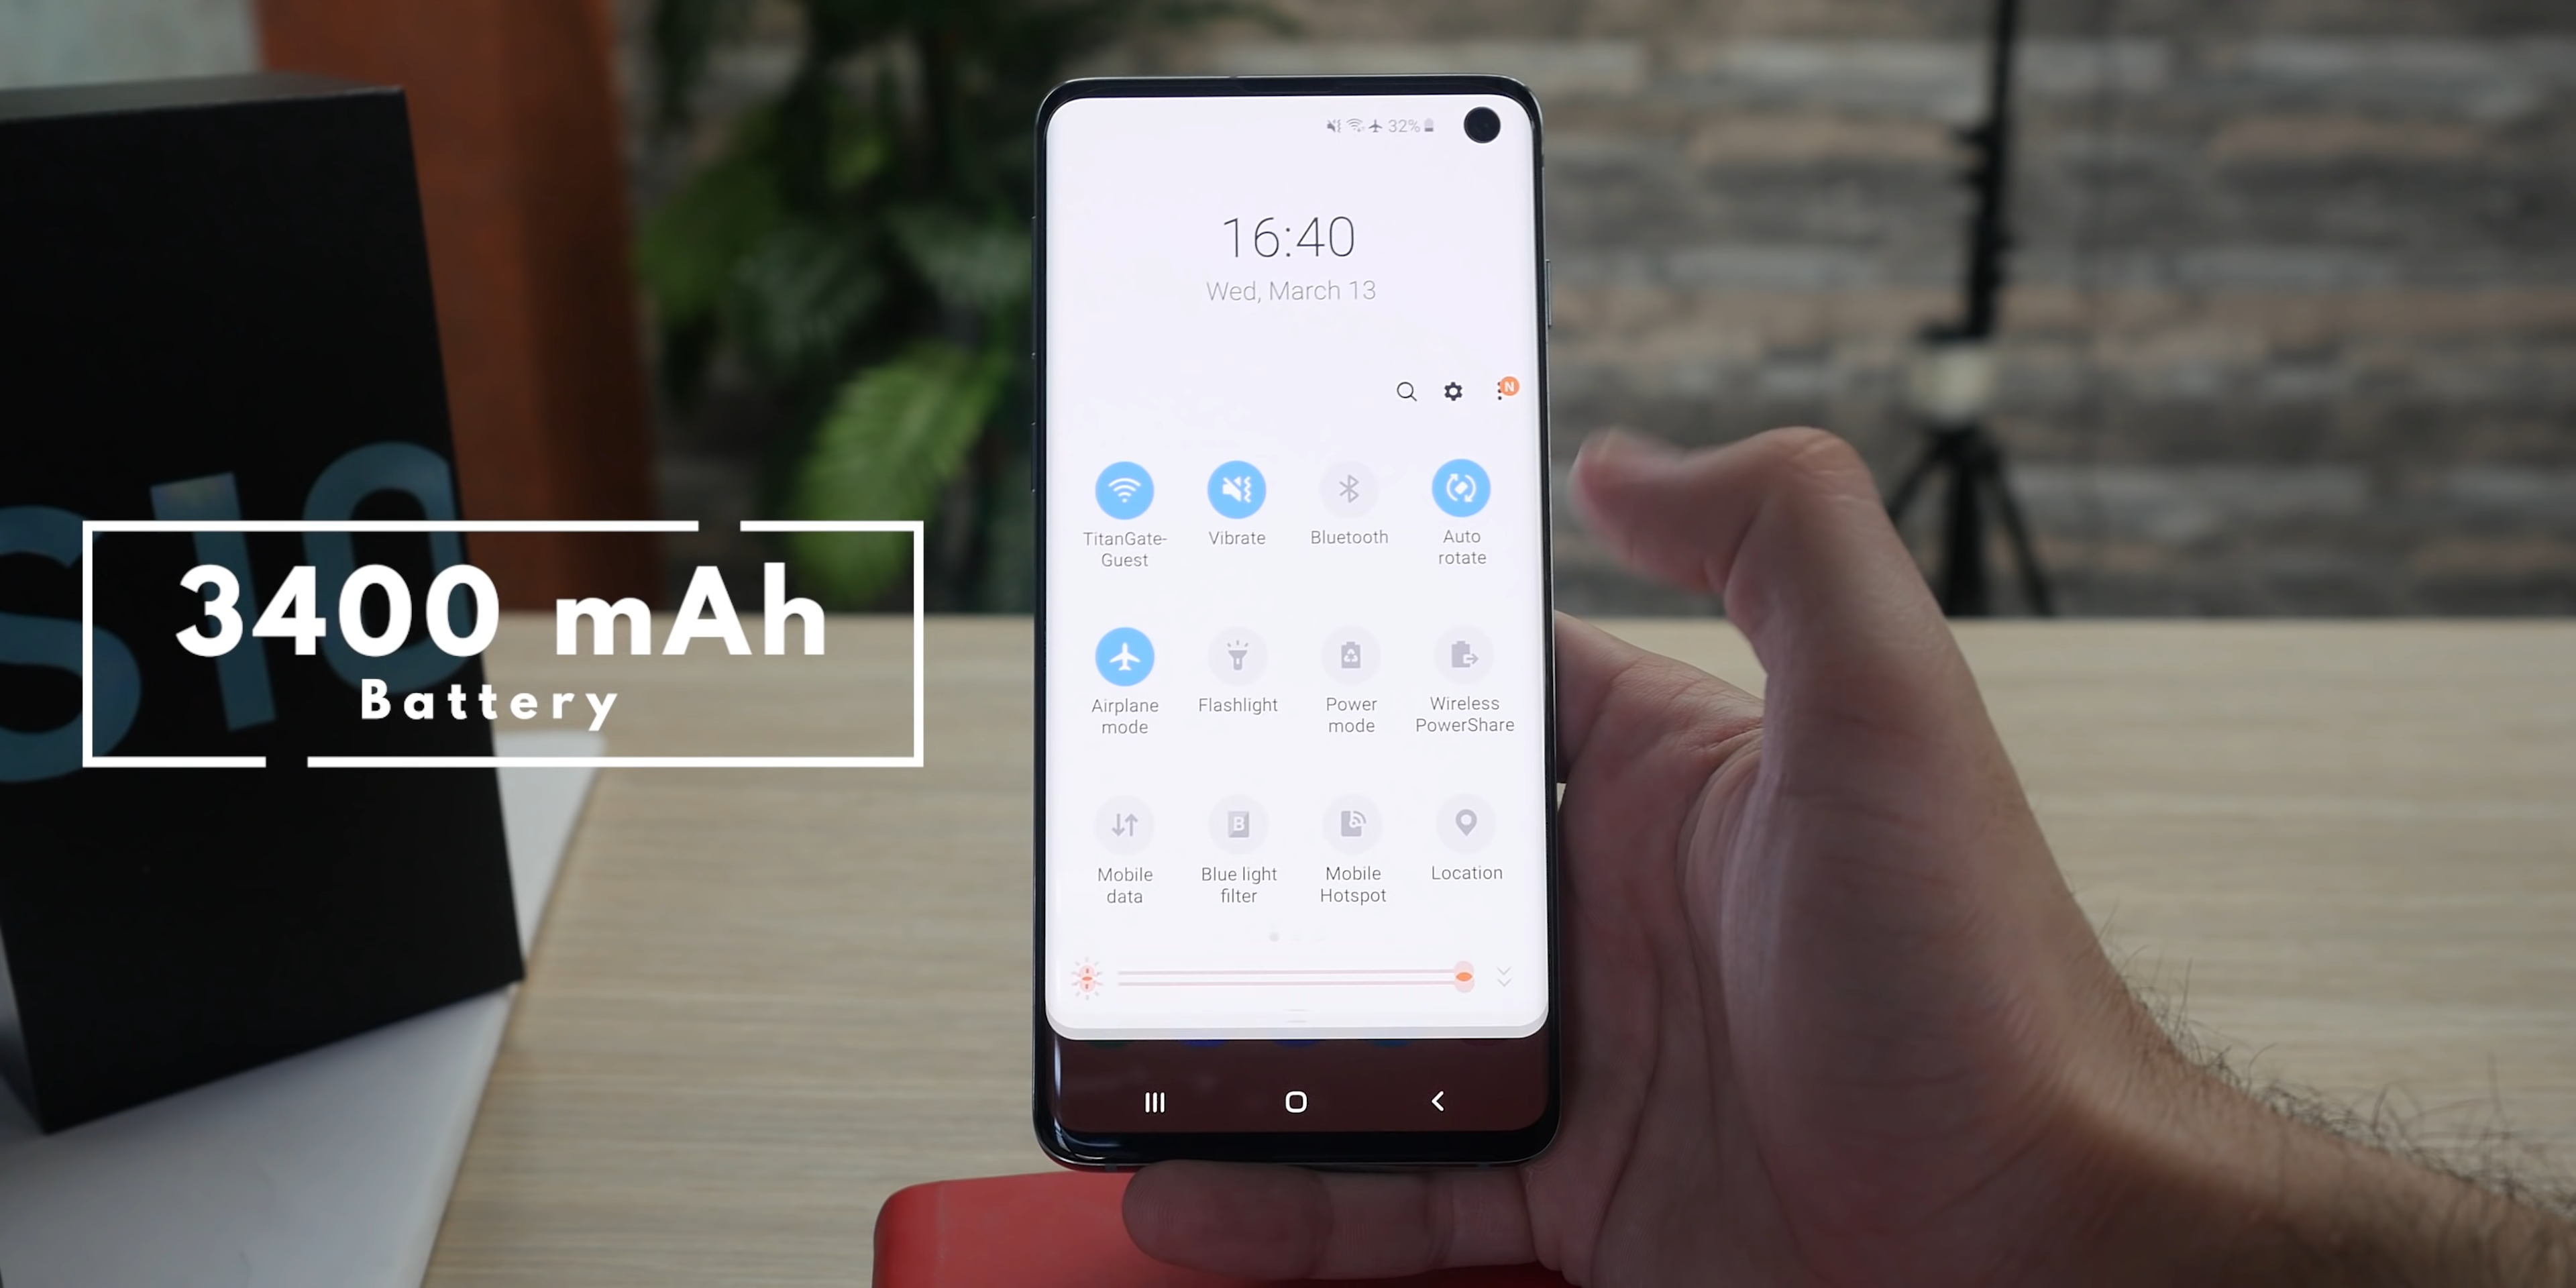 S10
3400 mAh
Battery
32%
16:40
Wed, March 13
N
TitanGate-
Guest
Vibrate
Bluetooth
Auto
rotate
Airplane
mode
Flashlight
Power
mode
Wireless
PowerShare
Mobile
data
B
Blue light
filter
Mobile
Hotspot
Location